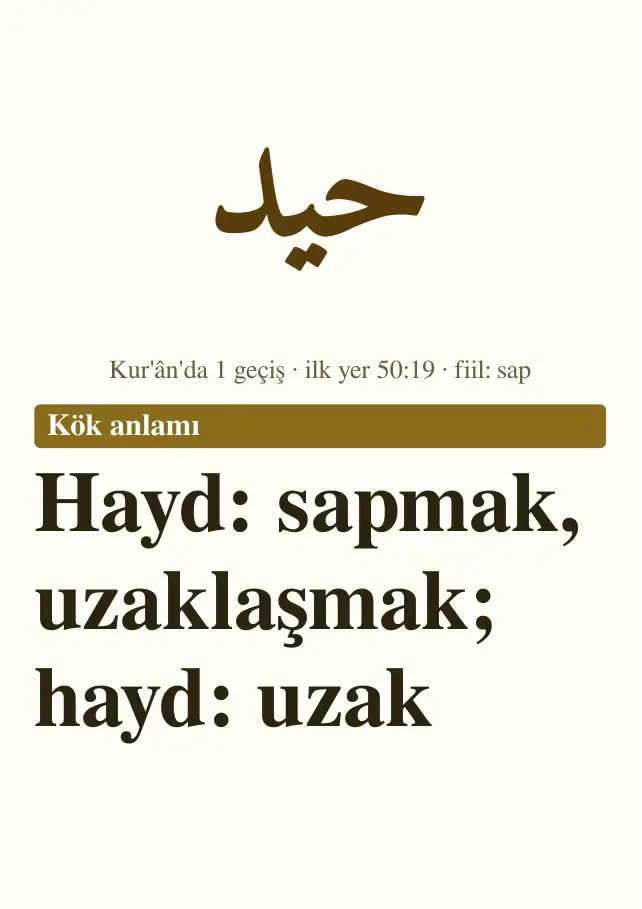 حيد
Kur'ân'da 1 geçiş · ilk yer 50:19 · fiil: sap
Kök anlamı
Hayd: sapmak,
uzaklaşmak;
hayd: uzak